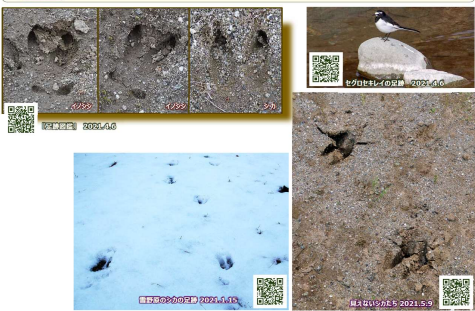 イノシシ
イノシシ
シカ
『足跡図鑑』 2021.4.6
セグロセキレイの足跡 2021.4.6
雪野原のシカの足跡 2021.1.15
見えないシカたち 2021.5.9